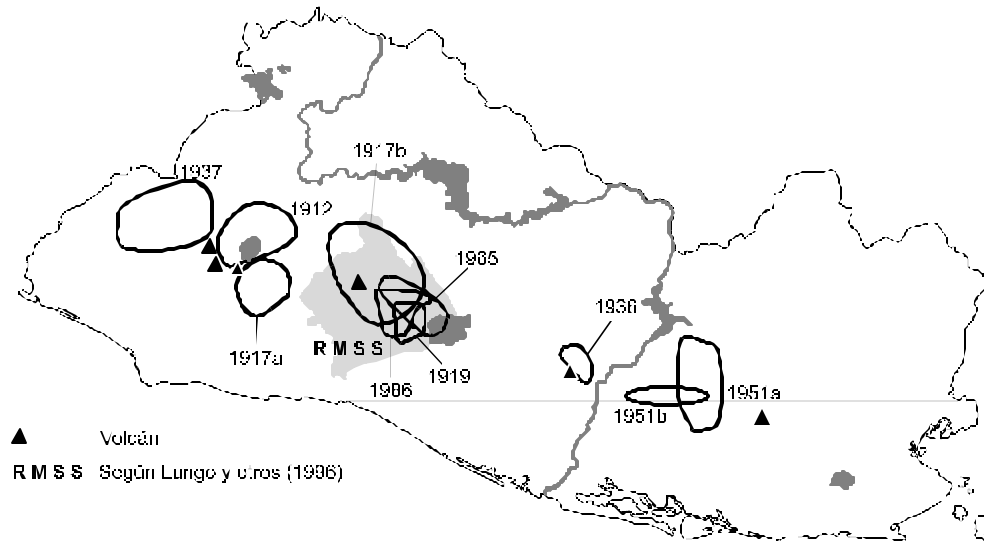 1917b
1937
1912
1965
1936
R M S S
1917a
1919
1986
1951a
1951b
Volcán
R M S S Según Lungo y otros (1996)